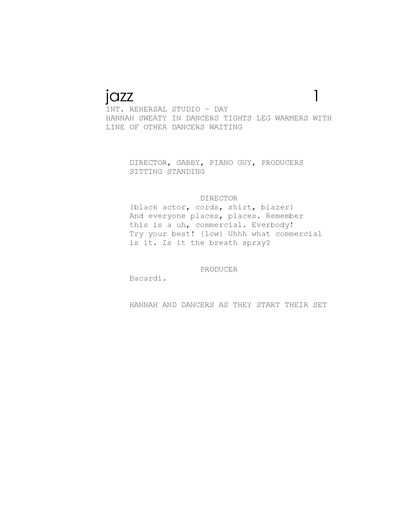 jazz 1
INT. REHERSAL STUDIO - DAY
HANNAH SWEATY IN DANCERS TIGHTS LEG WARMERS WITH
LINE OF OTHER DANCERS WAITING
DIRECTOR, GABBY, PIANO GUY, PRODUCERS
SITTING STANDING
DIRECTOR
(black actor, cords, shirt, blazer)
And everyone places, places. Remember
this is a uh, commercial. Everbody!
Try your best! (low) Uhhh what commercial
is it. Is it the breath spray?
PRODUCER
Bacardi.
HANNAH AND DANCERS AS THEY START THEIR SET